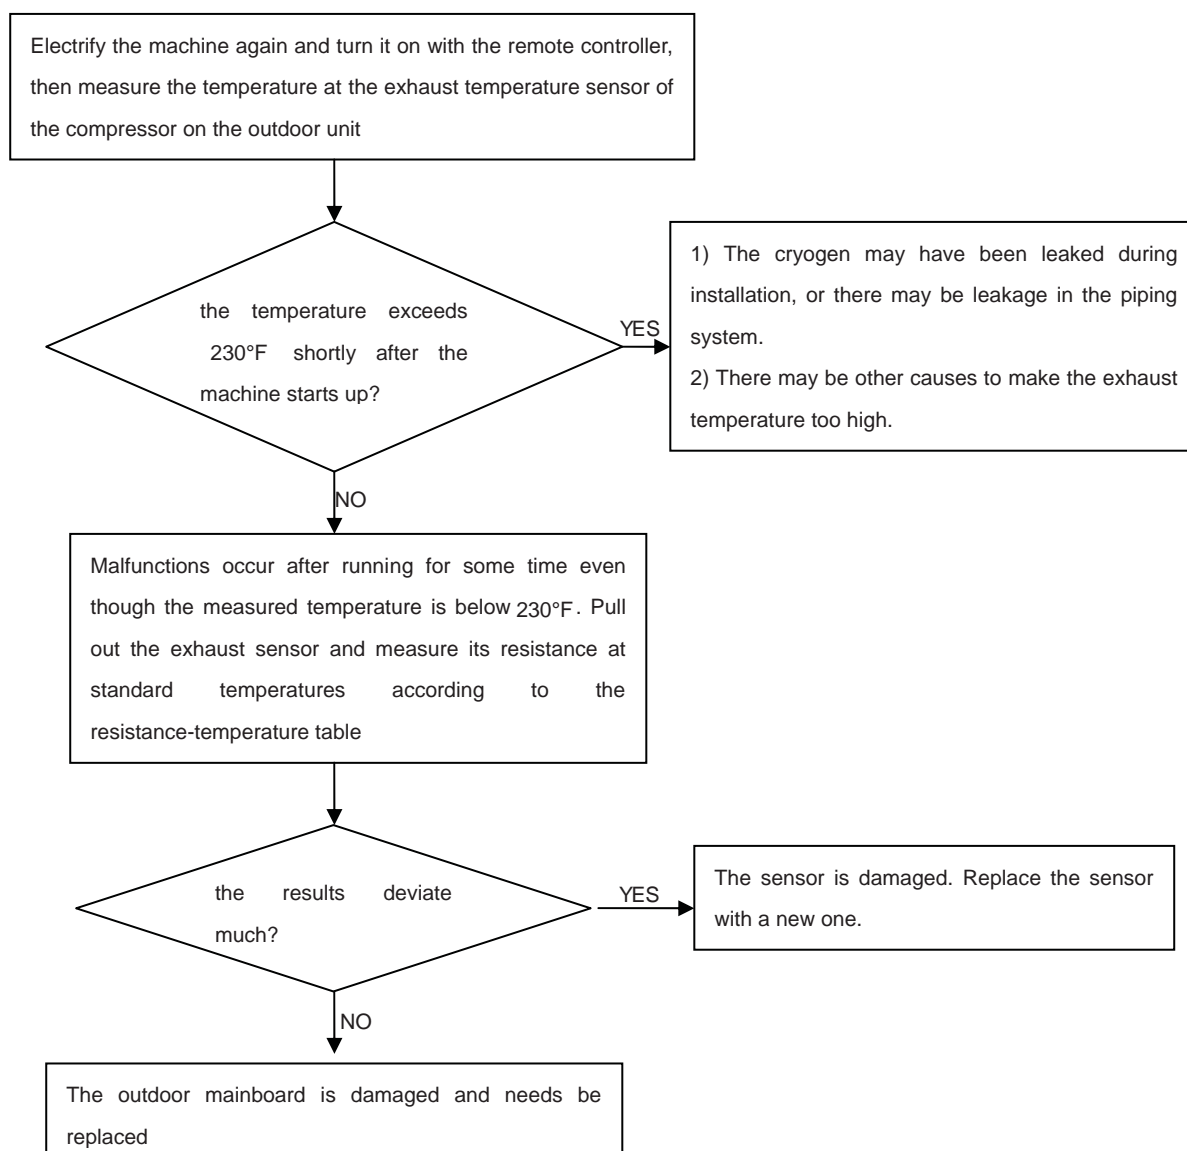 Electrify the machine again and turn it on with the remote controller,
then measure the temperature at the exhaust temperature sensor of
the compressor on the outdoor unit
the temperature exceeds
230°F shortly after the
machine starts up?
YES
1) The cryogen may have been leaked during
installation, or there may be leakage in the piping
system.
2) There may be other causes to make the exhaust
temperature too high.
NO
Malfunctions occur after running for some time even
though the measured temperature is below 230°F. Pull
out the exhaust sensor and measure its resistance at
standard temperatures according to the
resistance-temperature table
the results deviate
much?
YES
The sensor is damaged. Replace the sensor
with a new one.
NO
The outdoor mainboard is damaged and needs be
replaced